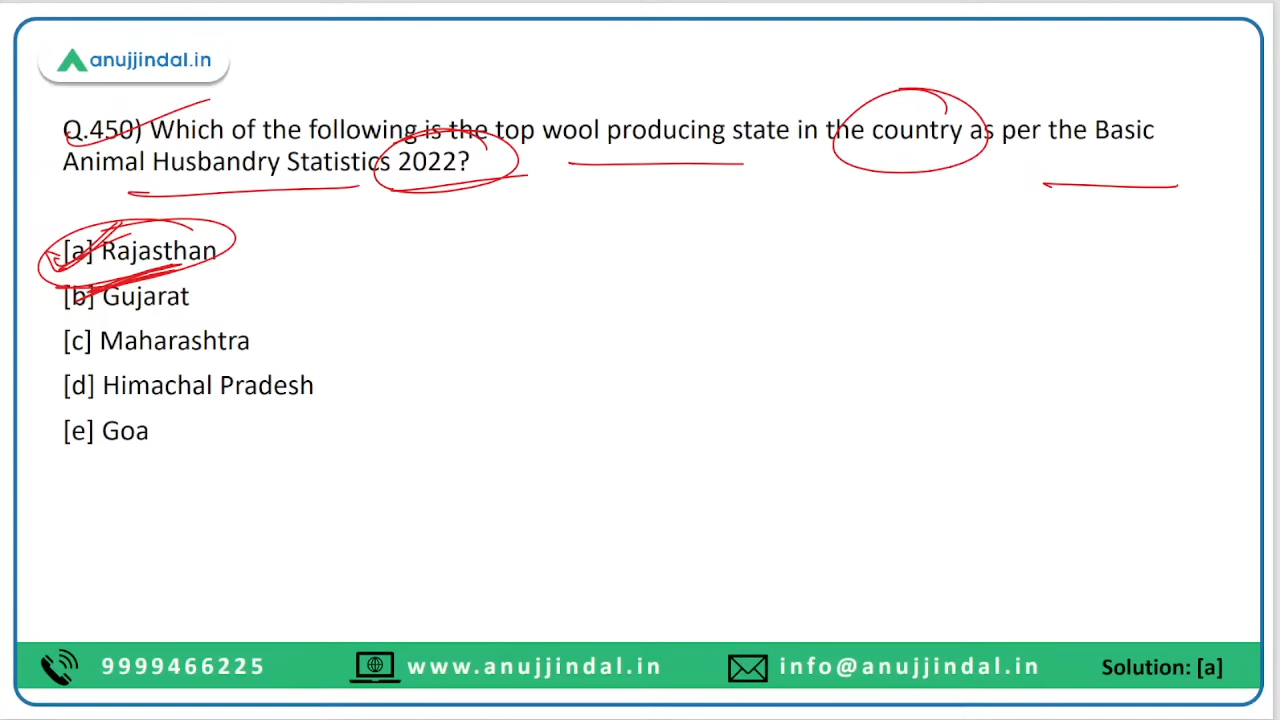 anujjindal.in
Q.450) Which of the following is the top wool producing state in the country as per the Basic
Animal Husbandry Statistics 2022?
[a] Rajasthan
[b] Gujarat
[c] Maharashtra
[d] Himachal Pradesh
[e] Goa
9999466225 www.anujjindal.in info@anujjindal.in Solution: [a]